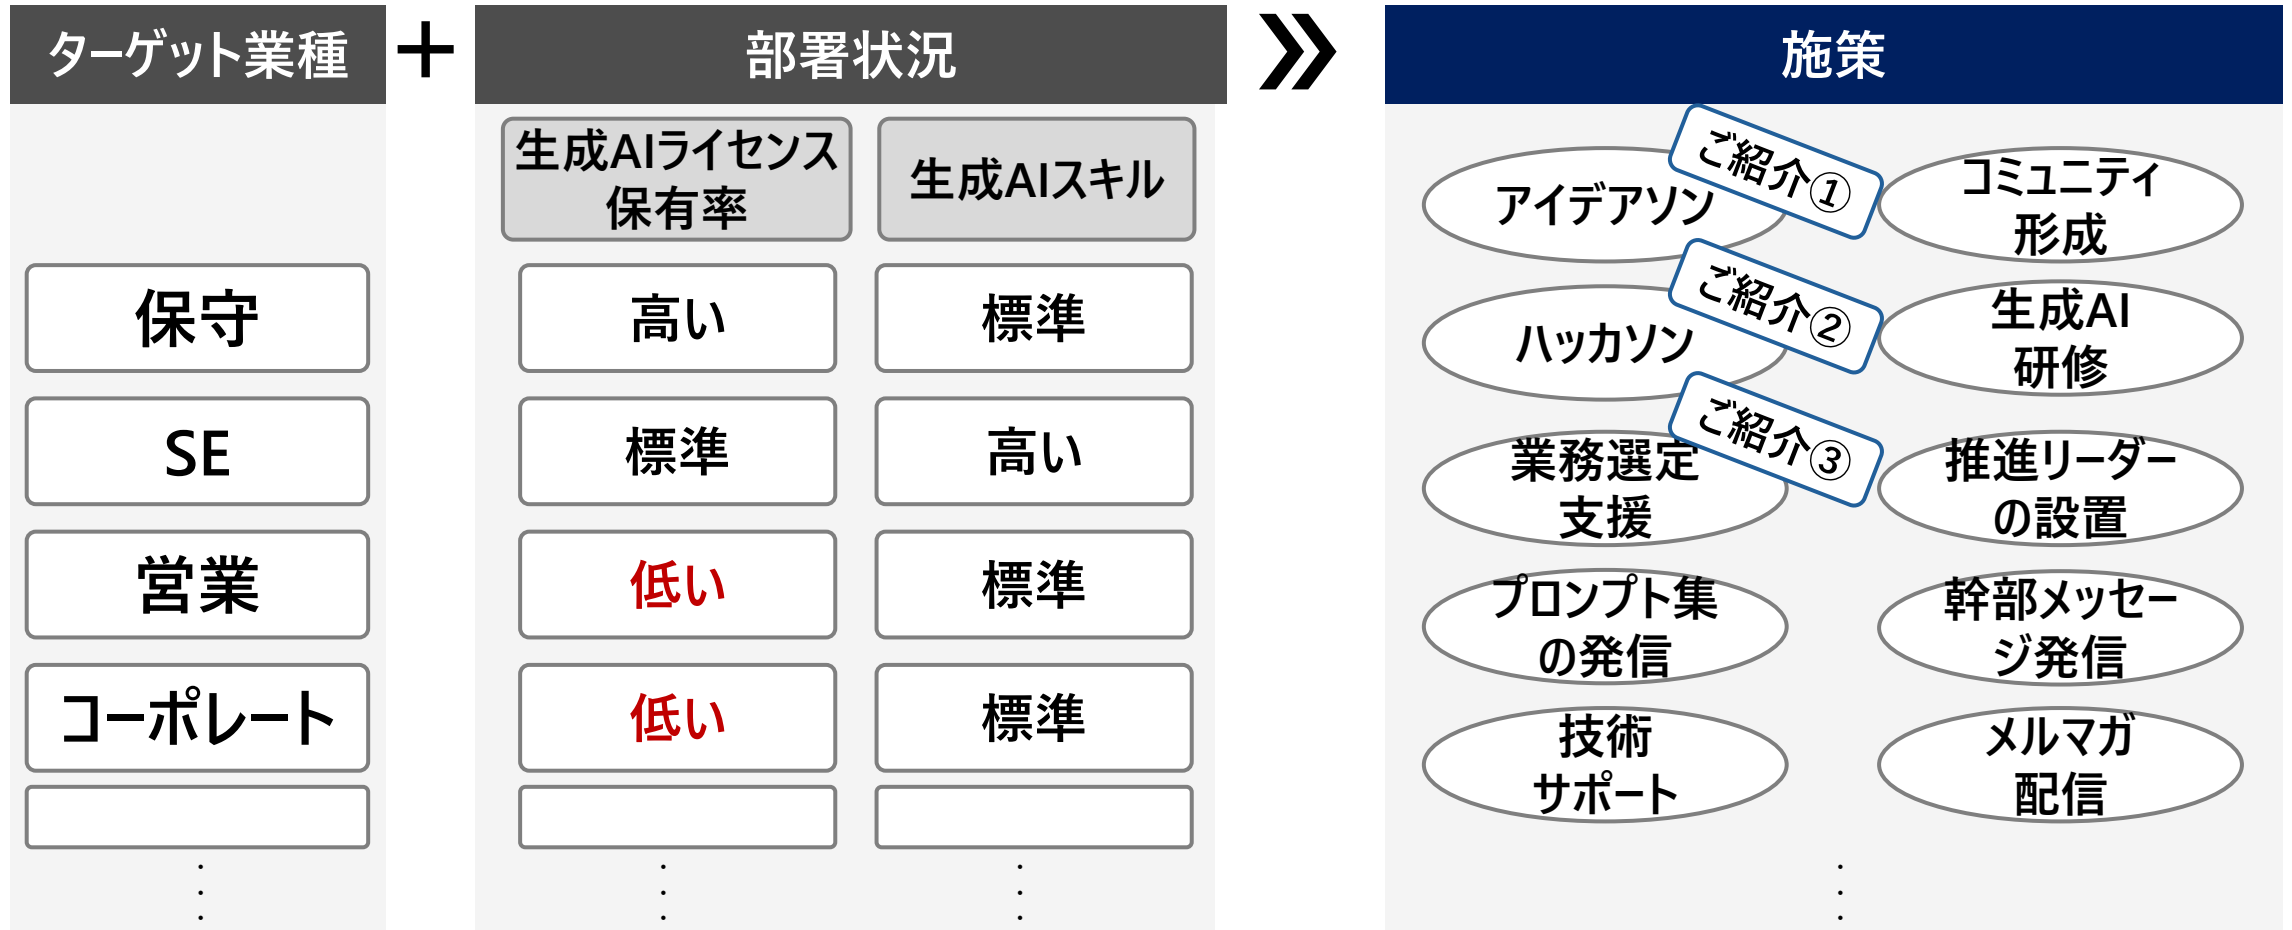 ターゲット業種
+
部署状況
施策
生成AIライセンス
保有率
生成AIスキル
保守
高い
標準
SE
標準
高い
営業
低い
標準
コーポレート
低い
標準
アイデアソン
ご紹介①
コミュニティ
形成
ハッカソン
ご紹介②
生成AI
研修
業務選定
支援
ご紹介③
推進リーダー
の設置
プロンプト集
の発信
幹部メッセー
ジ発信
技術
サポート
メルマガ
配信